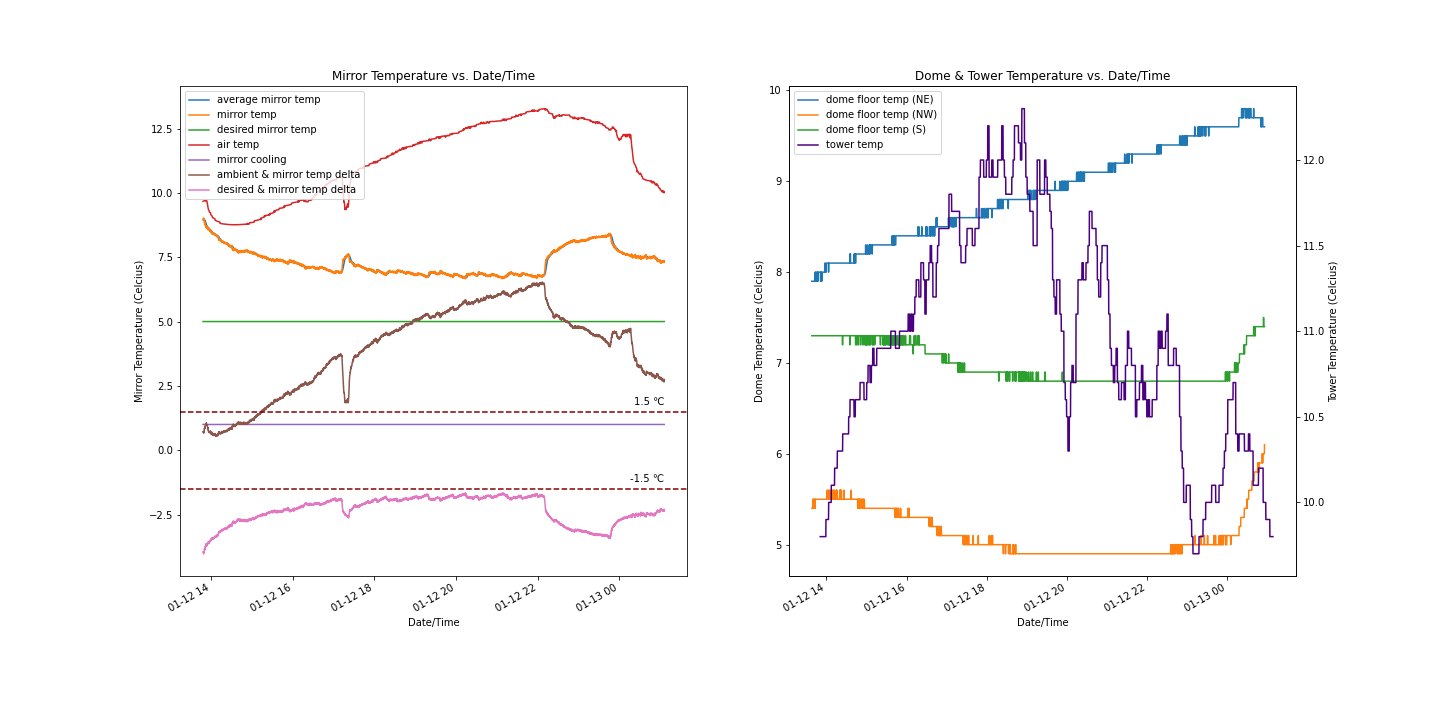 Mirror Temperature vs. Date/Time
average mirror temp
mirror temp
desired mirror temp
air temp
mirror cooling
ambient & mirror temp delta
desired & mirror temp delta
Mirror Temperature (Celcius)
12.5
10.0
7.5
5.0
2.5
0.0
−2.5
1.5 °C
-1.5 °C
01-12 14
01-12 16
01-12 18
01-12 20
01-12 22
01-13 00
Date/Time
Dome & Tower Temperature vs. Date/Time
dome floor temp (NE)
dome floor temp (NW)
dome floor temp (S)
tower temp
Dome Temperature (Celcius)
10
9
8
7
6
5
12.0
11.5
11.0
10.5
10.0
Tower Temperature (Celcius)
01-12 14
01-12 16
01-12 18
01-12 20
01-12 22
01-13 00
Date/Time